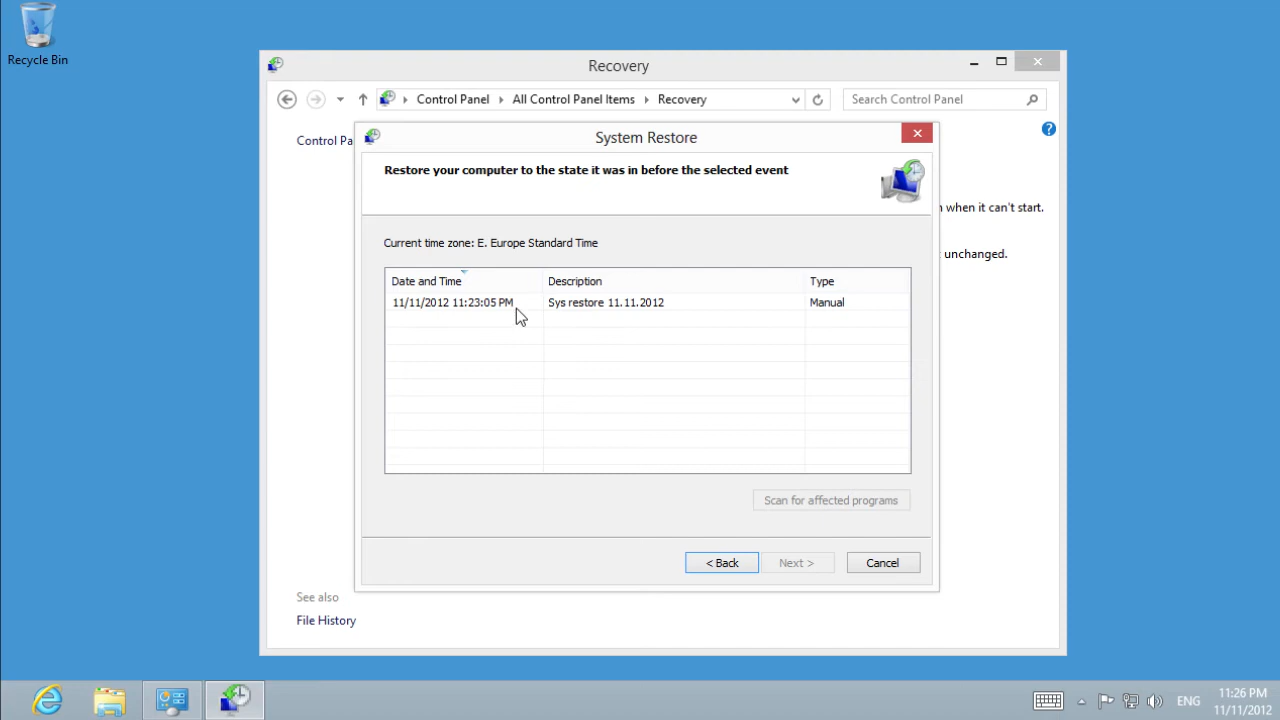 Recycle Bin
Recovery
Control Panel
All Control Panel Items
Recovery
Search Control Panel
Control Pa
System Restore
Restore your computer to the state it was in before the selected event
n when it can't start.
unchanged.
Current time zone: E. Europe Standard Time
Date and Time Description Type
11/11/2012 11:23:05 PM Sys restore 11.11.2012 Manual
Scan for affected programs
< Back Next > Cancel
See also
File History
ENG
11:26 PM
11/11/2012